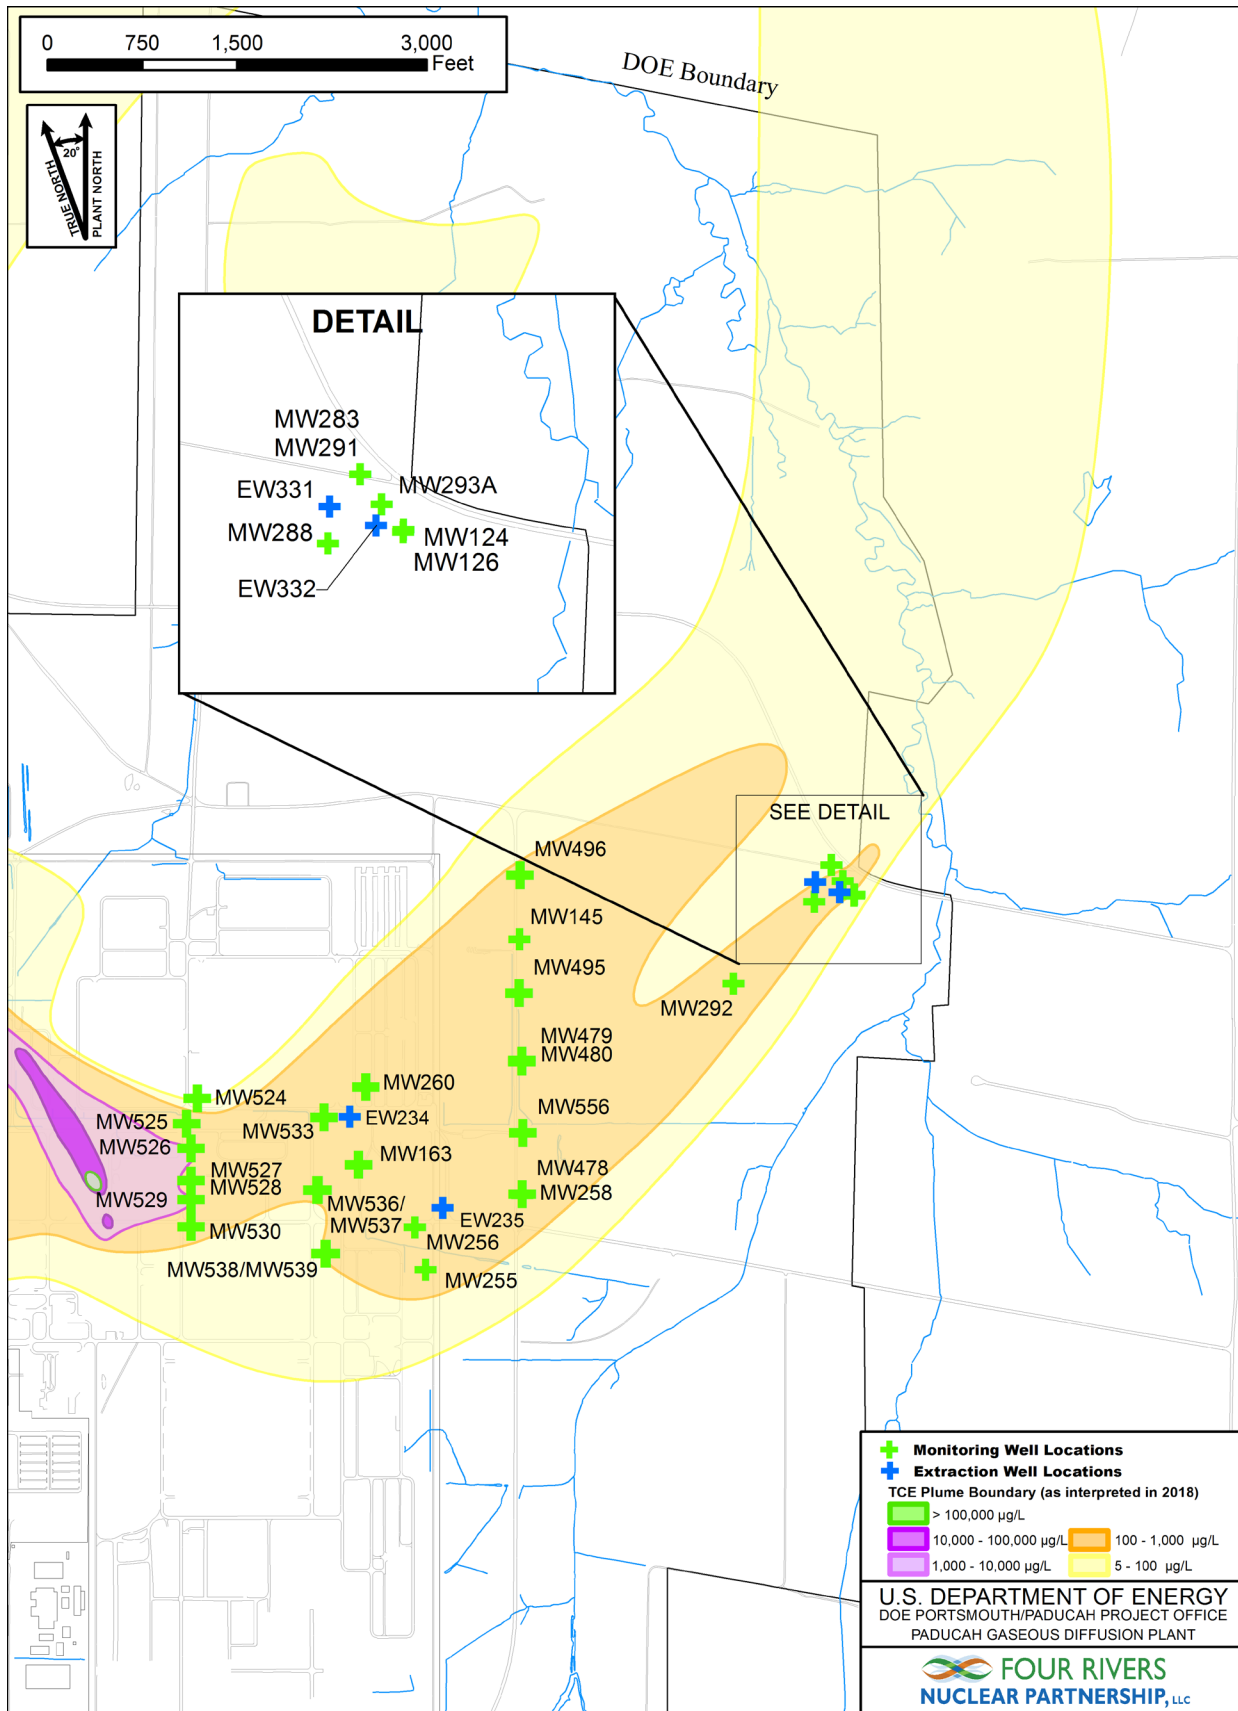 0 750 1,500 3,000
Feet
DOE Boundary
20°
TRUE NORTH
PLANT NORTH
DETAIL
MW283
MW291
EW331
MW293A
MW288
MW124
MW126
EW332
SEE DETAIL
MW496
MW145
MW495
MW292
MW479
MW480
MW260
MW524
MW525
MW533
EW234
MW556
MW526
MW163
MW527
MW528
MW478
MW258
MW529
MW536/
MW537
EW235
MW530
MW256
MW538/MW539
MW255
Monitoring Well Locations
Extraction Well Locations
TCE Plume Boundary (as interpreted in 2018)
> 100,000 µg/L
10,000 - 100,000 µg/L 100 - 1,000 µg/L
1,000 - 10,000 µg/L 5 - 100 µg/L
U.S. DEPARTMENT OF ENERGY
DOE PORTSMOUTH/PADUCAH PROJECT OFFICE
PADUCAH GASEOUS DIFFUSION PLANT
FOUR RIVERS
NUCLEAR PARTNERSHIP, LLC